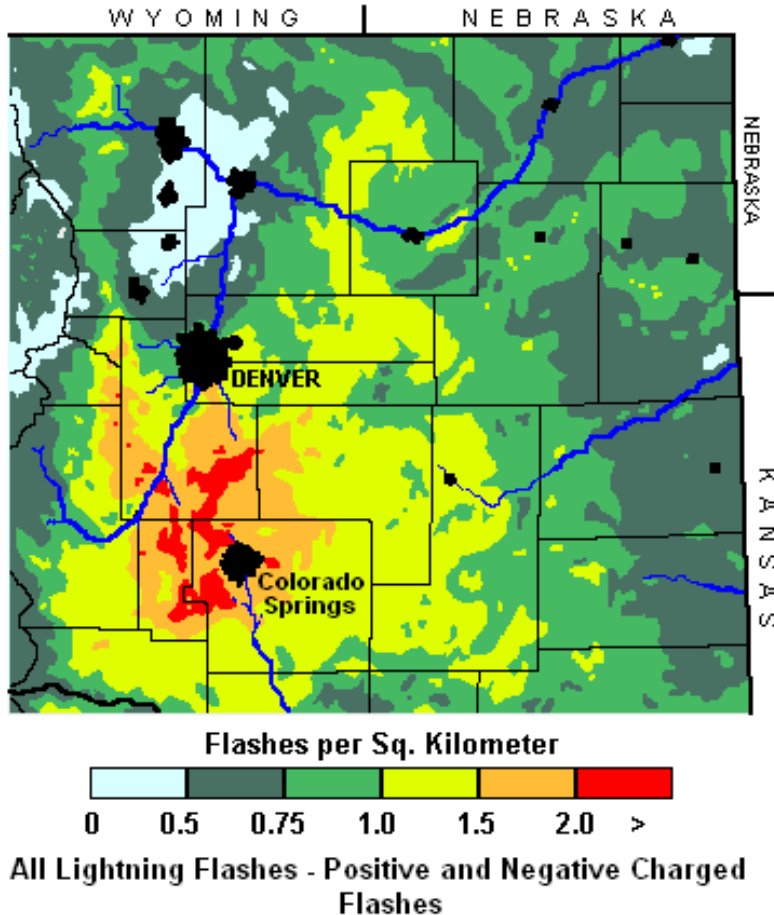 WYOMING
NEBRASKA
NEBRASKA
DENVER
KANSAS
Colorado
Springs
Flashes per Sq. Kilometer
0 0.5 0.75 1.0 1.5 2.0 >
All Lightning Flashes - Positive and Negative Charged
Flashes